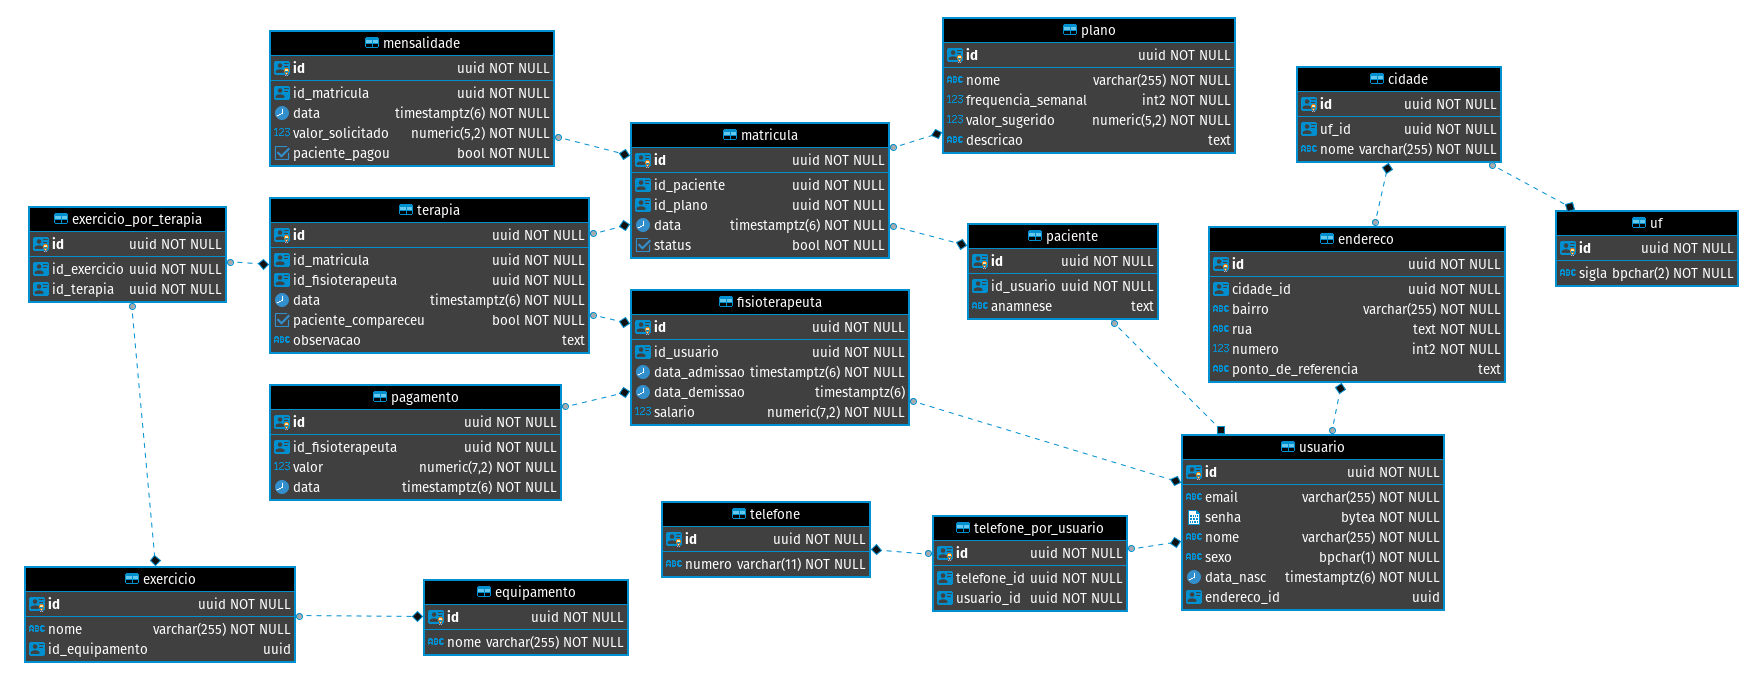 mensalidade
id uuid NOT NULL
id_matricula uuid NOT NULL
data timestamptz(6) NOT NULL
valor_solicitado numeric(5,2) NOT NULL
paciente_pagou bool NOT NULL
plano
id uuid NOT NULL
nome varchar(255) NOT NULL
frequencia_semanal int2 NOT NULL
valor_sugerido numeric(5,2) NOT NULL
descricao text
cidade
id uuid NOT NULL
uf_id uuid NOT NULL
nome varchar(255) NOT NULL
matricula
id uuid NOT NULL
id_paciente uuid NOT NULL
id_plano uuid NOT NULL
data timestamptz(6) NOT NULL
status bool NOT NULL
exercicio_por_terapia
id uuid NOT NULL
id_exercicio uuid NOT NULL
id_terapia uuid NOT NULL
terapia
id uuid NOT NULL
id_matricula uuid NOT NULL
id_fisioterapeuta uuid NOT NULL
data timestamptz(6) NOT NULL
paciente_compareceu bool NOT NULL
observacao text
paciente
id uuid NOT NULL
id_usuario uuid NOT NULL
anamnese text
endereco
id uuid NOT NULL
cidade_id uuid NOT NULL
bairro varchar(255) NOT NULL
rua text NOT NULL
numero int2 NOT NULL
ponto_de_referencia text
uf
id uuid NOT NULL
sigla bpchar(2) NOT NULL
fisioterapeuta
id uuid NOT NULL
id_usuario uuid NOT NULL
data_admissao timestamptz(6) NOT NULL
data_demissao timestamptz(6)
salario numeric(7,2) NOT NULL
pagamento
id uuid NOT NULL
id_fisioterapeuta uuid NOT NULL
valor numeric(7,2) NOT NULL
data timestamptz(6) NOT NULL
usuario
id uuid NOT NULL
email varchar(255) NOT NULL
senha bytea NOT NULL
nome varchar(255) NOT NULL
sexo bpchar(1) NOT NULL
data_nasc timestamptz(6) NOT NULL
endereco_id uuid
telefone
id uuid NOT NULL
numero varchar(11) NOT NULL
telefone_por_usuario
id uuid NOT NULL
telefone_id uuid NOT NULL
usuario_id uuid NOT NULL
exercicio
id uuid NOT NULL
nome varchar(255) NOT NULL
id_equipamento uuid
equipamento
id uuid NOT NULL
nome varchar(255) NOT NULL